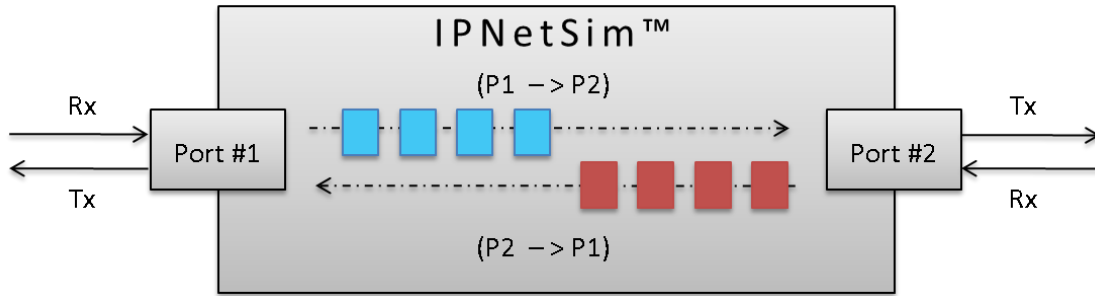 IPNetSim™
(P1 –> P2)
Rx
Tx
Port #1
Port #2
Tx
Rx
(P2 –> P1)